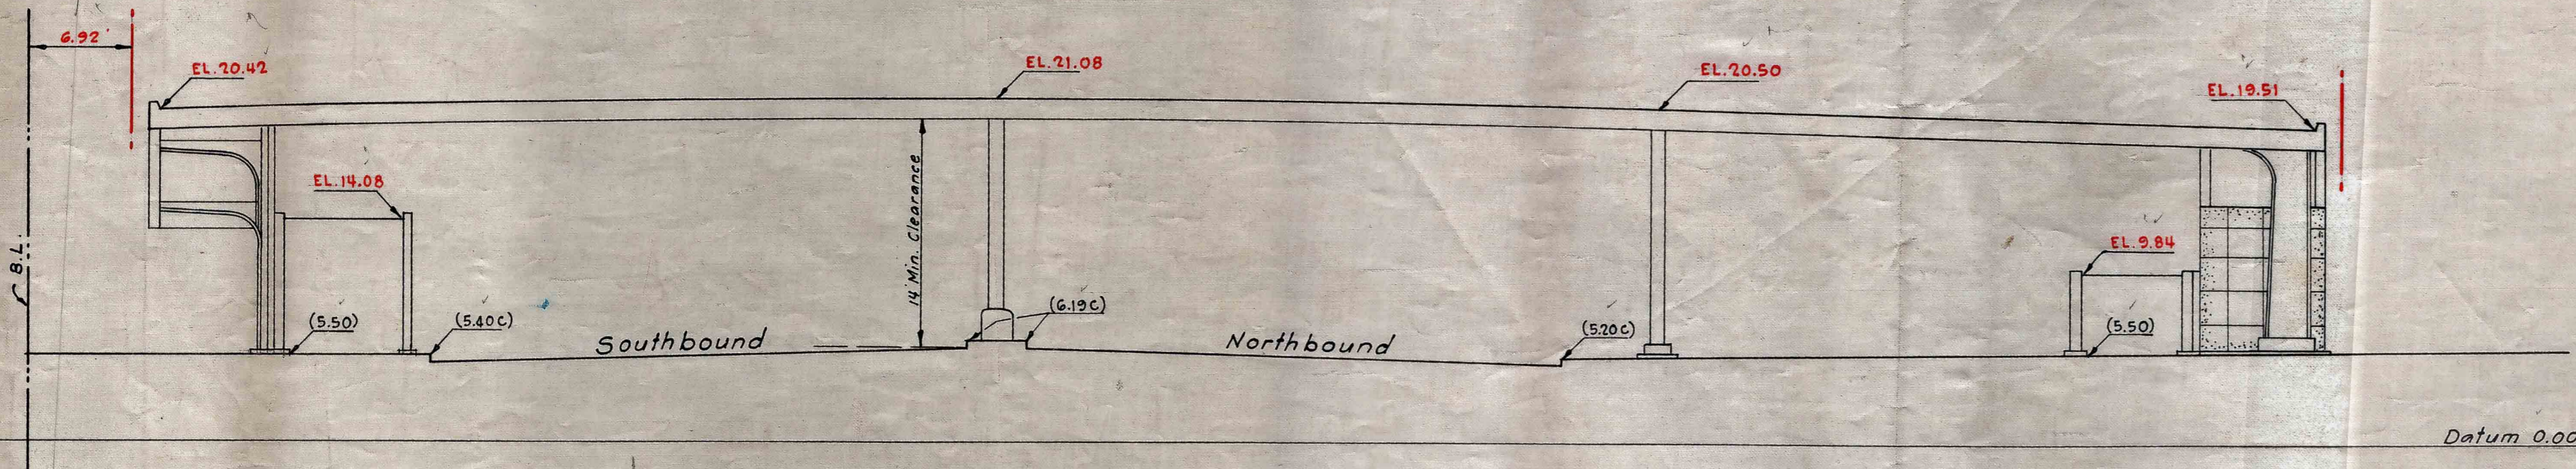 6.92'
EL.20.42
EL.21.08
EL.20.50
EL.19.51
EL.14.08
14' Min. Clearance
EL.9.84
B.L.
(5.50)
(5.40C)
Southbound
(6.19C)
Northbound
(5.20C)
(5.50)
Datum 0.00